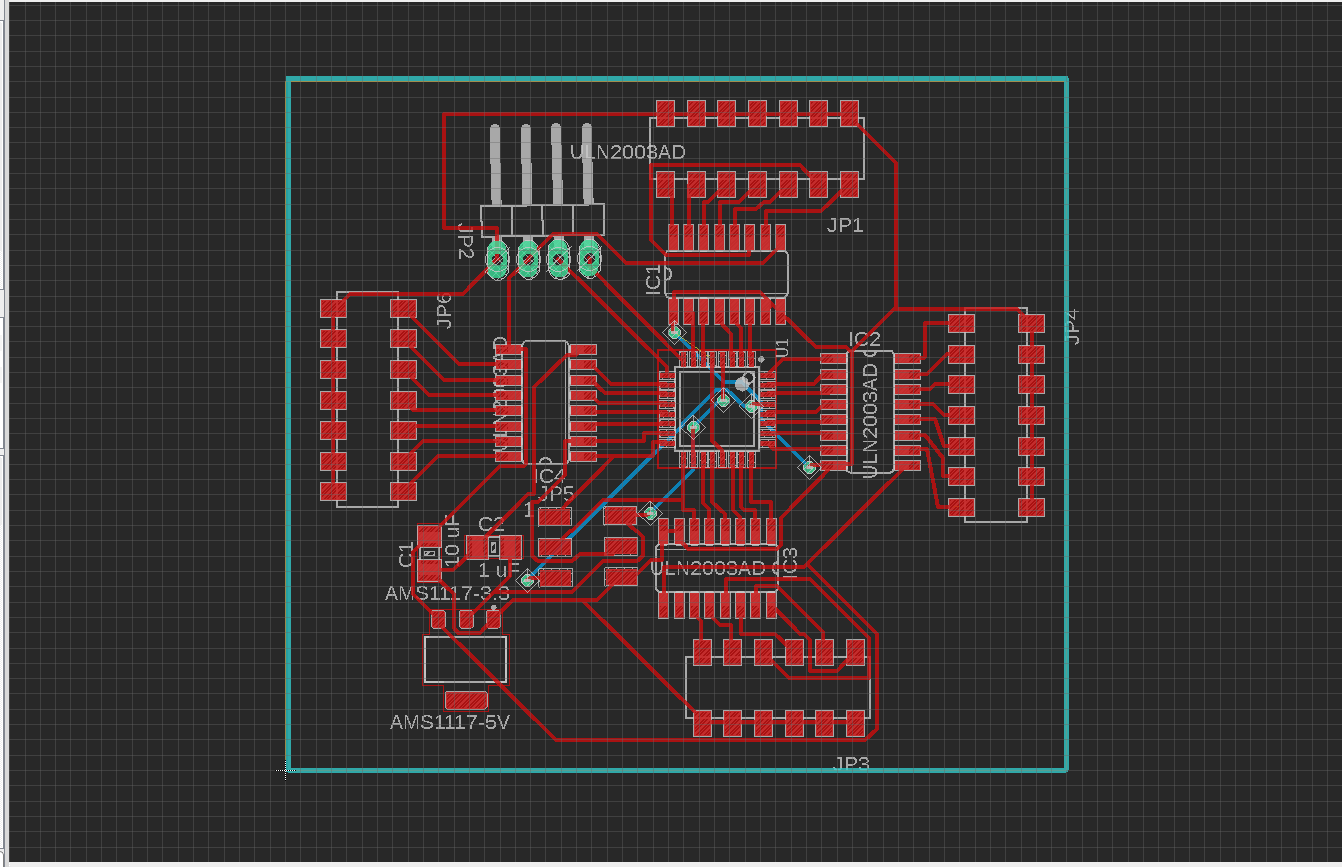 ULN2003AD
JP1
JP2
IC1
JP6
U1
IC2
JP4
ULN2003AD
ULN2003AD
IC4
JP5
1
C1
10 uF
C2
1 uF
AMS1117-3.3
ULN2003AD
IC3
AMS1117-5V
JP3